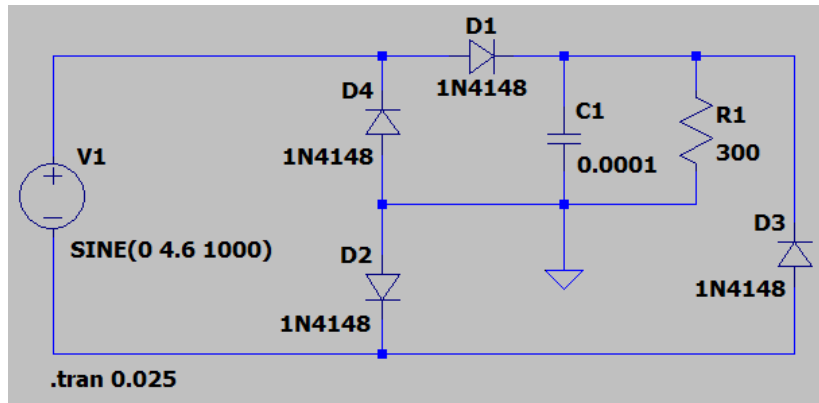 D1
1N4148
D4
1N4148
C1
0.0001
R1
300
V1
SINE(0 4.6 1000)
D2
1N4148
D3
1N4148
.tran 0.025